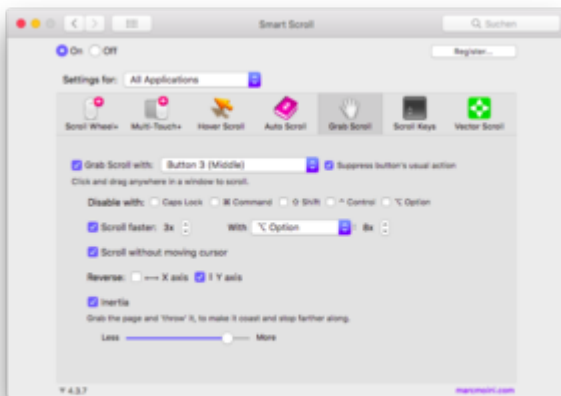 Smart Scroll
Suchen
On Off
Register...
Settings for: All Applications
Scroll Wheel+ Multi-Touch+ Hover Scroll Auto Scroll Grab Scroll Scroll Keys Vector Scroll
Grab Scroll with: Button 3 (Middle) Suppress button's usual action
Click and drag anywhere in a window to scroll.
Disable with: Caps Lock ⌘ Command ⇧ Shift ^ Control ⌥ Option
Scroll faster: 3x With ⌥ Option : 8x
Scroll without moving cursor
Reverse: ⟷ X axis ↕ Y axis
Inertia
Grab the page and 'throw' it, to make it coast and stop farther along.
Less More
4.3.7
marcmoini.com